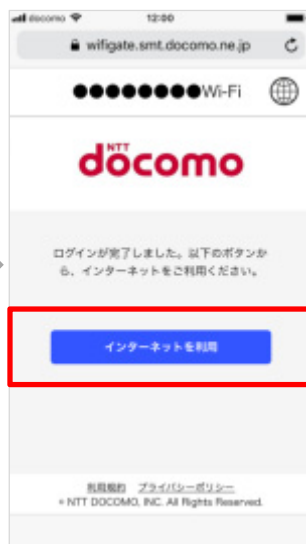 docomo 12:00
wifigate.smt.docomo.ne.jp
●●●●●●●●Wi-Fi
NTT
döcomo
ログインが完了しました。以下のボタンか
ら、インターネットをご利用ください。
インターネットを利用
利用規約 プライバシーポリシー
© NTT DOCOMO, INC. All Rights Reserved.